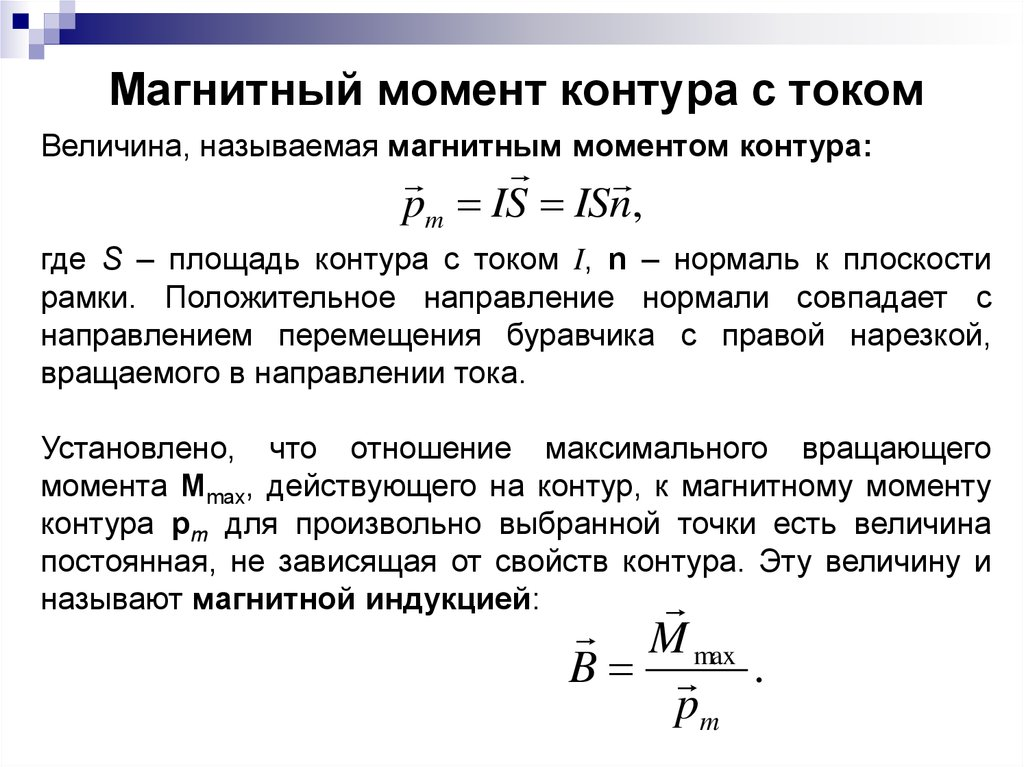 Магнитный момент контура с током
Величина, называемая магнитным моментом контура:
p⃗ₘ = IS⃗ = ISn⃗,
где S – площадь контура с током I, n – нормаль к плоскости
рамки. Положительное направление нормали совпадает с
направлением перемещения буравчика с правой нарезкой,
вращаемого в направлении тока.
Установлено, что отношение максимального вращающего
момента Mmax, действующего на контур, к магнитному моменту
контура pm для произвольно выбранной точки есть величина
постоянная, не зависящая от свойств контура. Эту величину и
называют магнитной индукцией:
B⃗ = M⃗max / p⃗ₘ .